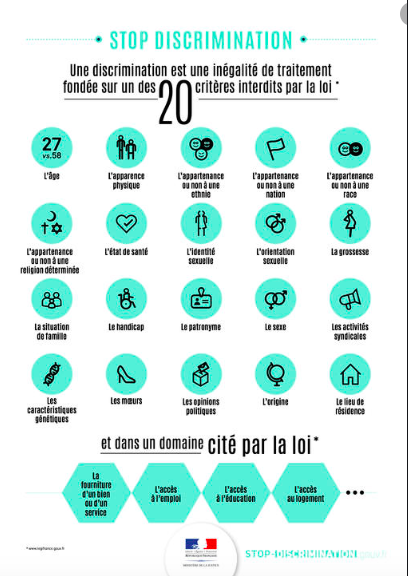 STOP DISCRIMINATION
Une discrimination est une inégalité de traitement
fondée sur un des 20 critères interdits par la loi *
27
vs.58
L'âge
L'apparence
physique
L'appartenance
ou non à une
ethnie
L'appartenance
ou non à une
nation
L'appartenance
ou non à une
race
L'appartenance
ou non à une
religion déterminée
L'état de santé
L'identité
sexuelle
L'orientation
sexuelle
La grossesse
La situation
de famille
Le handicap
Le patronyme
Le sexe
Les activités
syndicales
Les
caractéristiques
génétiques
Les mœurs
Les opinions
politiques
L'origine
Le lieu de
résidence
et dans un domaine cité par la loi *
La
fourniture
d'un bien
ou d'un
service
L'accès
à l'emploi
L'accès
à l'éducation
L'accès
au logement
•••
STOP-DISCRIMINATION